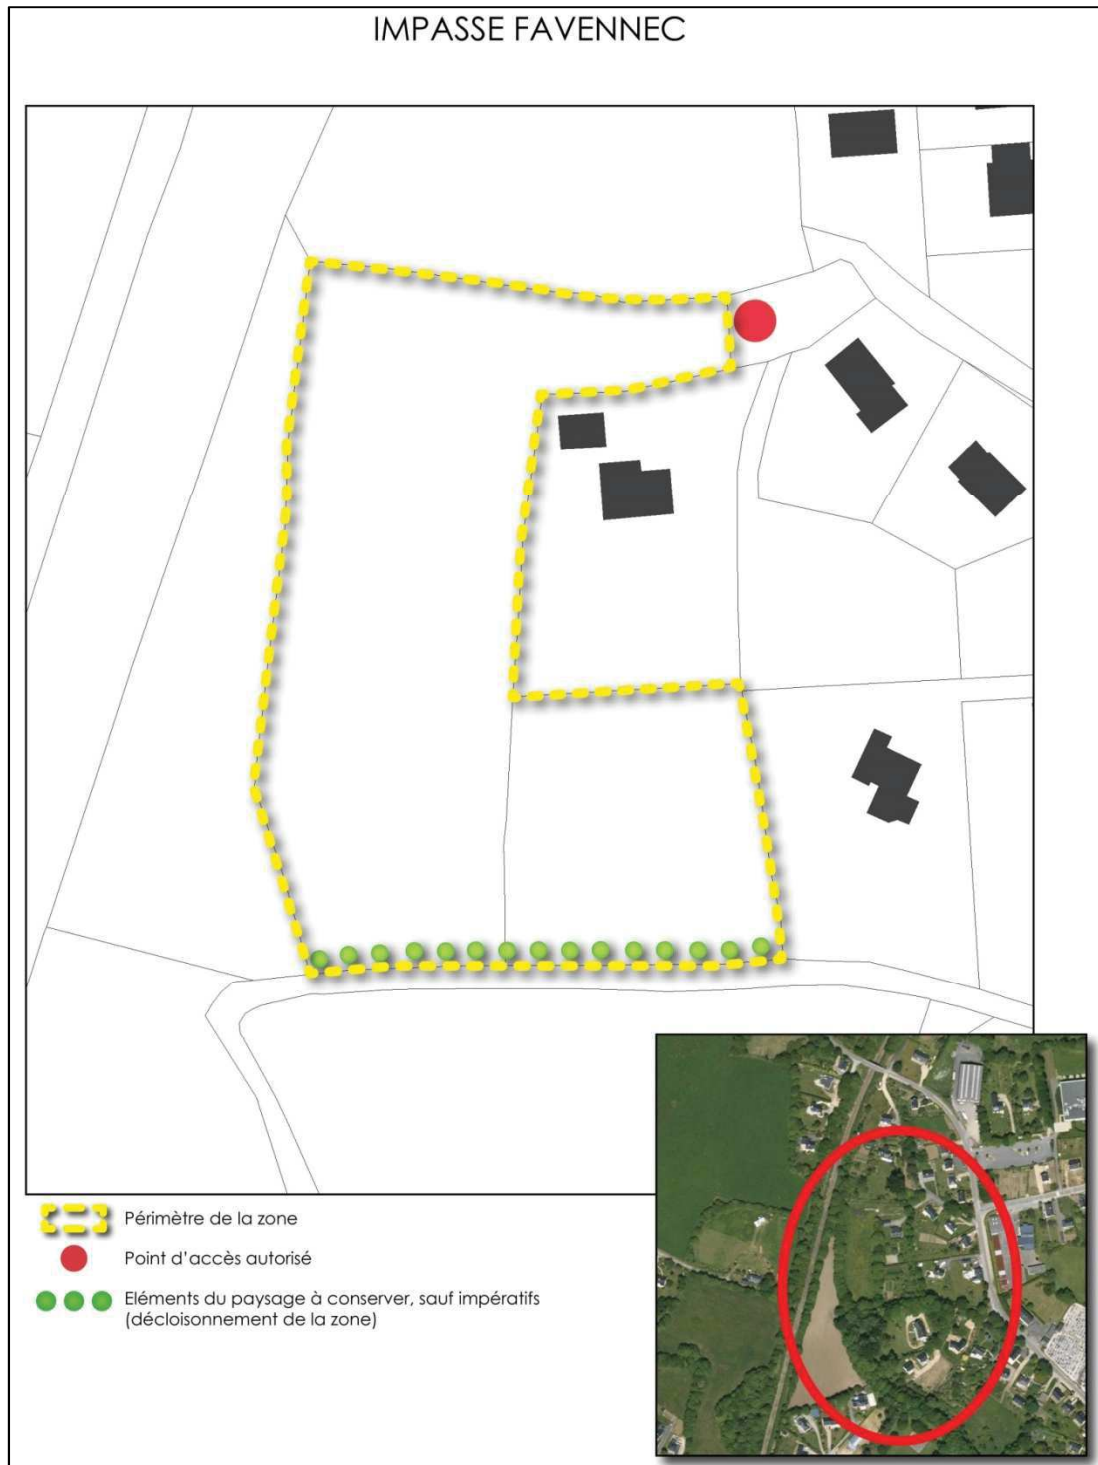 IMPASSE FAVENNEC
Périmètre de la zone
Point d'accès autorisé
Eléments du paysage à conserver, sauf impératifs
(décloisonnement de la zone)